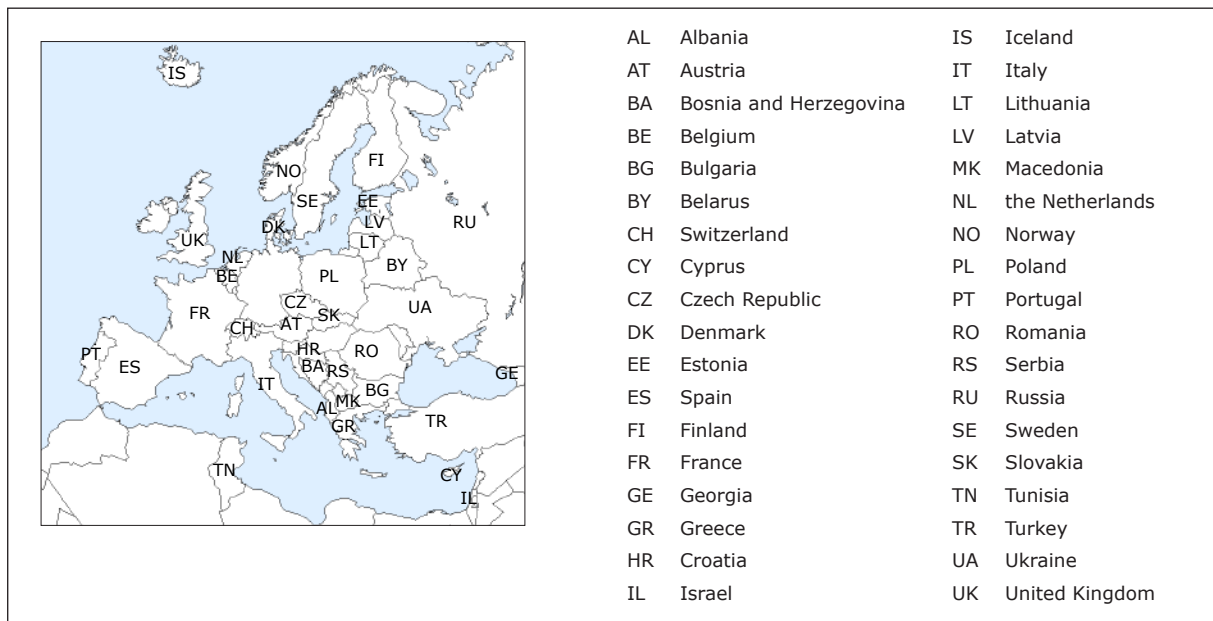 IS
FI
NO
SE
EE
RU
DK
LV
LT
UK
NL
BY
BE
PL
CZ
UA
FR
SK
AT
CH
HR
RO
PT
BA
ES
RS
GE
IT
BG
MK
AL
TR
GR
TN
CY
IL
AL Albania
AT Austria
BA Bosnia and Herzegovina
BE Belgium
BG Bulgaria
BY Belarus
CH Switzerland
CY Cyprus
CZ Czech Republic
DK Denmark
EE Estonia
ES Spain
FI Finland
FR France
GE Georgia
GR Greece
HR Croatia
IL Israel
IS Iceland
IT Italy
LT Lithuania
LV Latvia
MK Macedonia
NL the Netherlands
NO Norway
PL Poland
PT Portugal
RO Romania
RS Serbia
RU Russia
SE Sweden
SK Slovakia
TN Tunisia
TR Turkey
UA Ukraine
UK United Kingdom